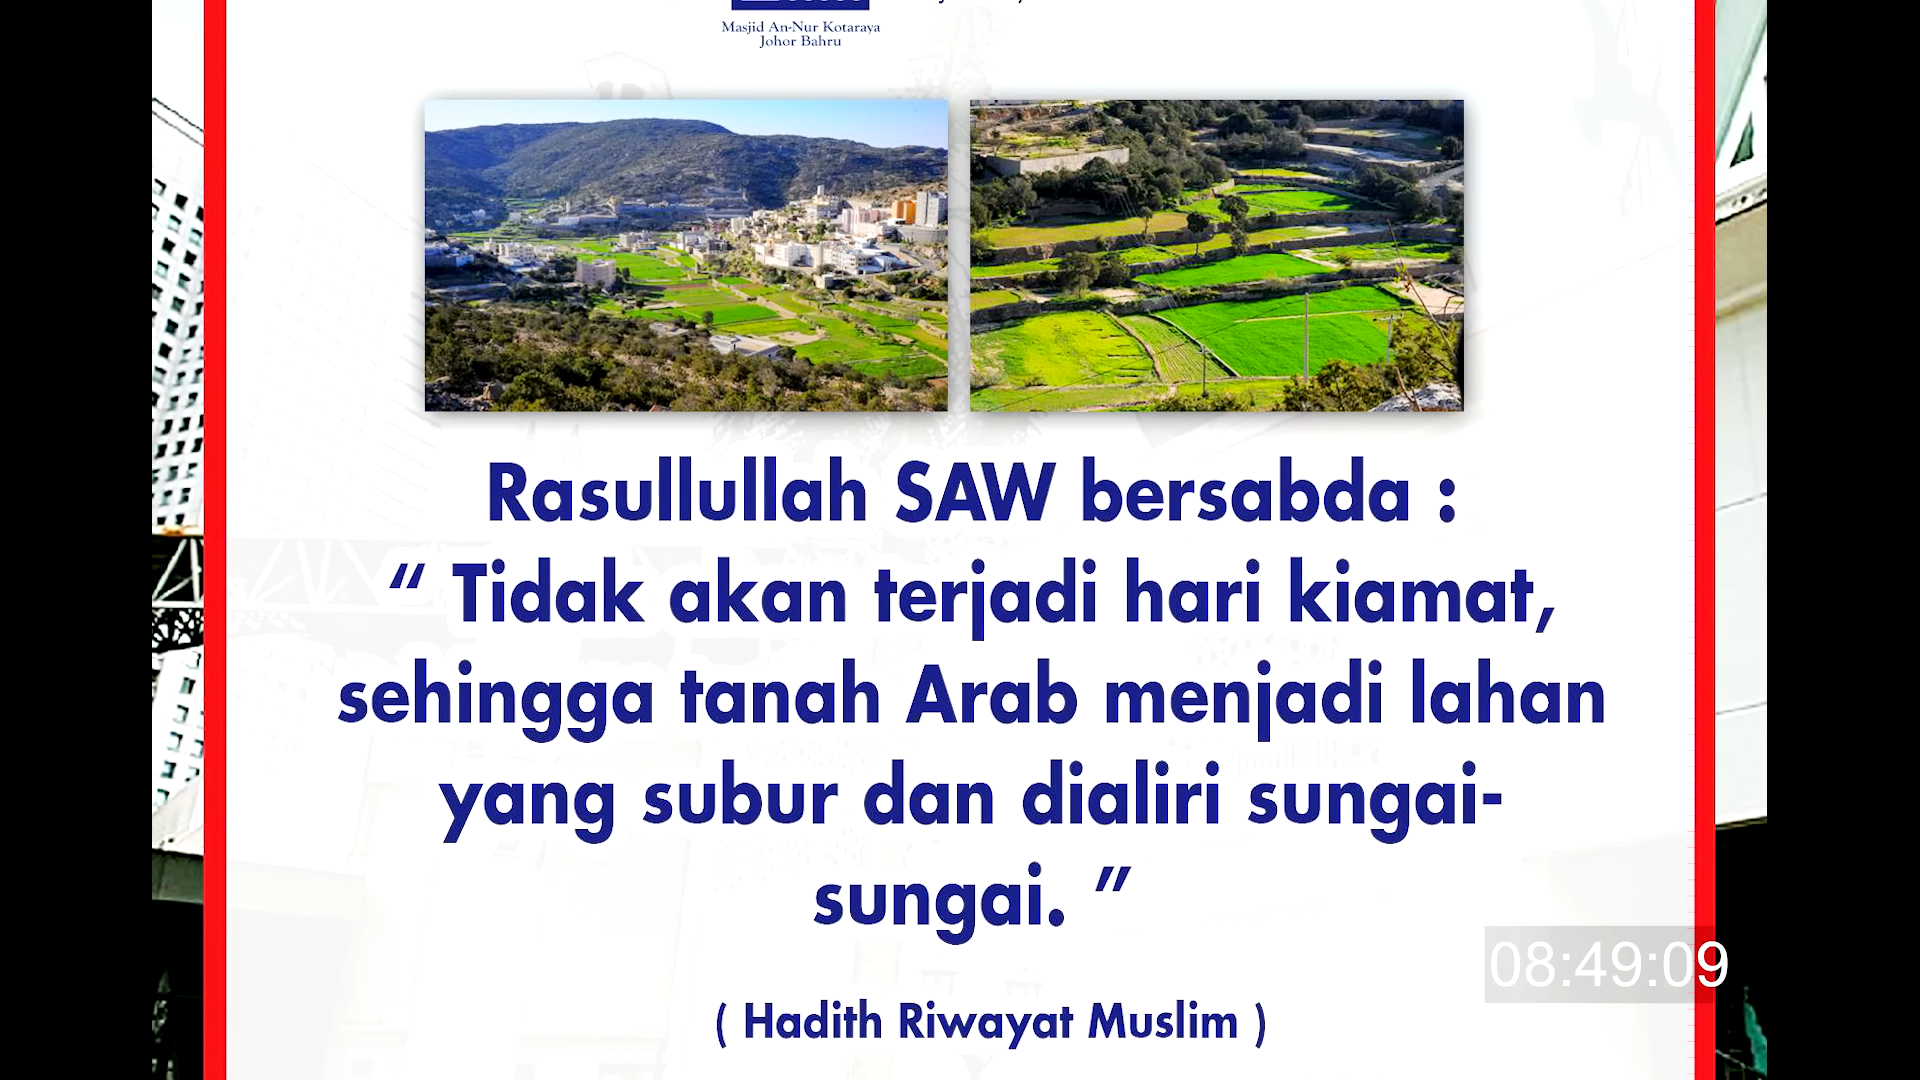 Masjid An-Nur Kotaraya
Johor Bahru
Rasullullah SAW bersabda :
“ Tidak akan terjadi hari kiamat,
sehingga tanah Arab menjadi lahan
yang subur dan dialiri sungai-
sungai. ”
08:49:09
( Hadith Riwayat Muslim )